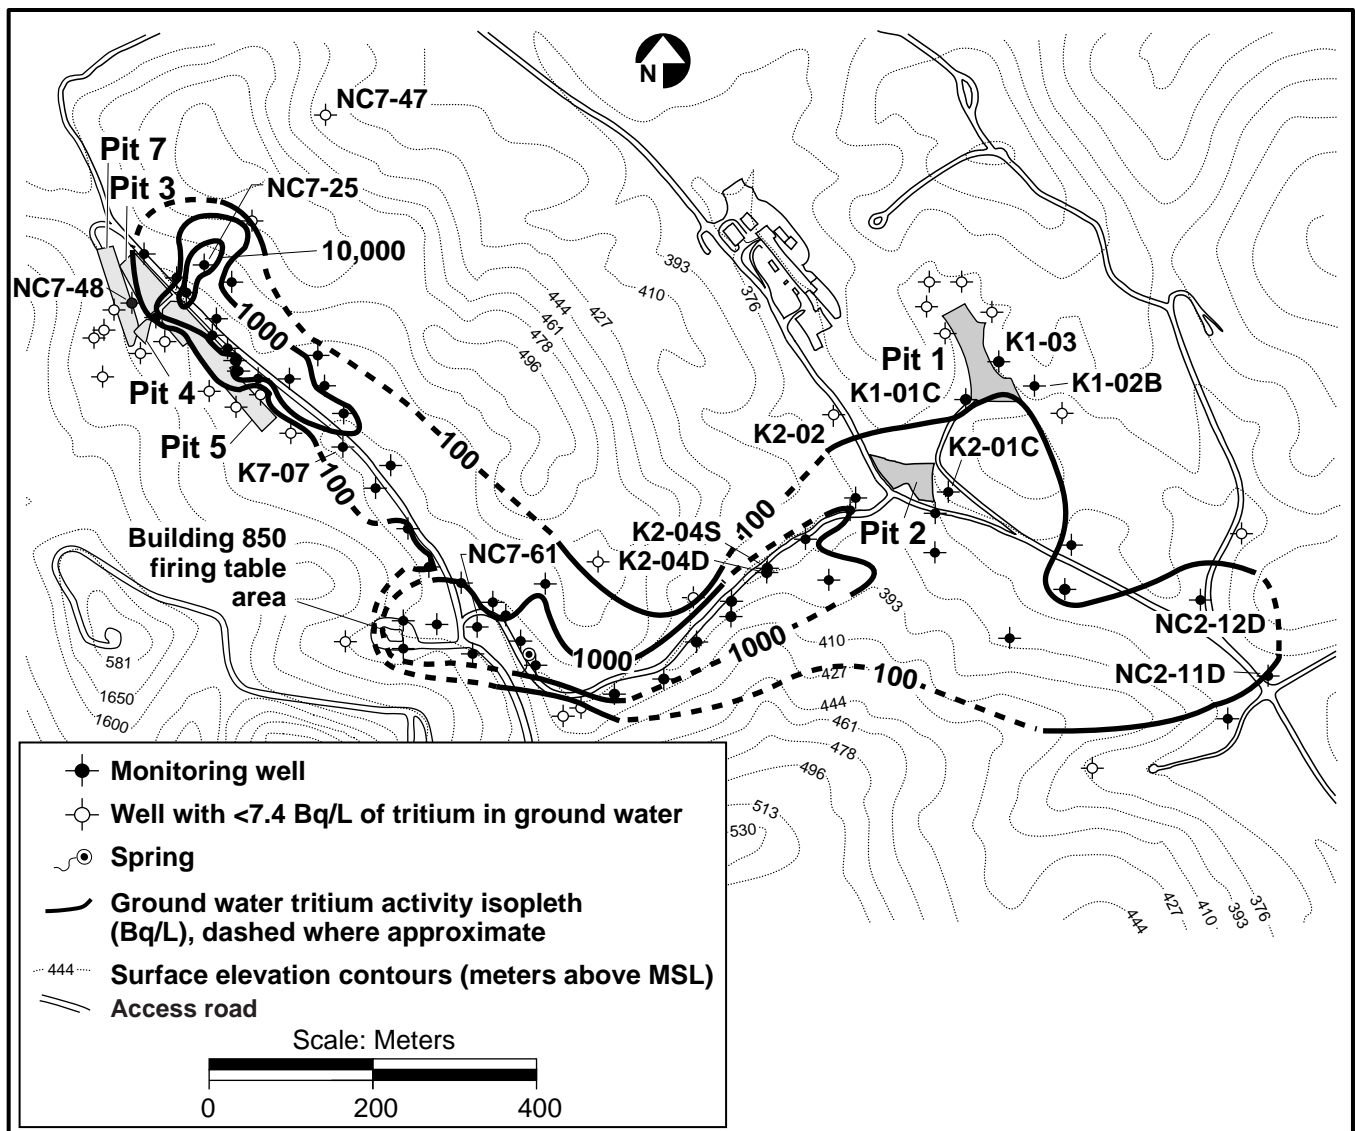 N
NC7-47
Pit 7
Pit 3
NC7-25
10,000
NC7-48
1000
Pit 4
Pit 5
K7-07
100
100
393
410
376
444
427
461
478
496
Pit 1
K1-03
K1-02B
K1-01C
K2-02
K2-01C
Pit 2
100
K2-04S
K2-04D
Building 850
firing table
area
NC7-61
1000
1000
393
410
427
444
461
478
496
513
530
100
NC2-12D
NC2-11D
581
1650
1600
444
427
410
393
376
Monitoring well
Well with <7.4 Bq/L of tritium in ground water
Spring
Ground water tritium activity isopleth
(Bq/L), dashed where approximate
444
Surface elevation contours (meters above MSL)
Access road
Scale: Meters
0
200
400